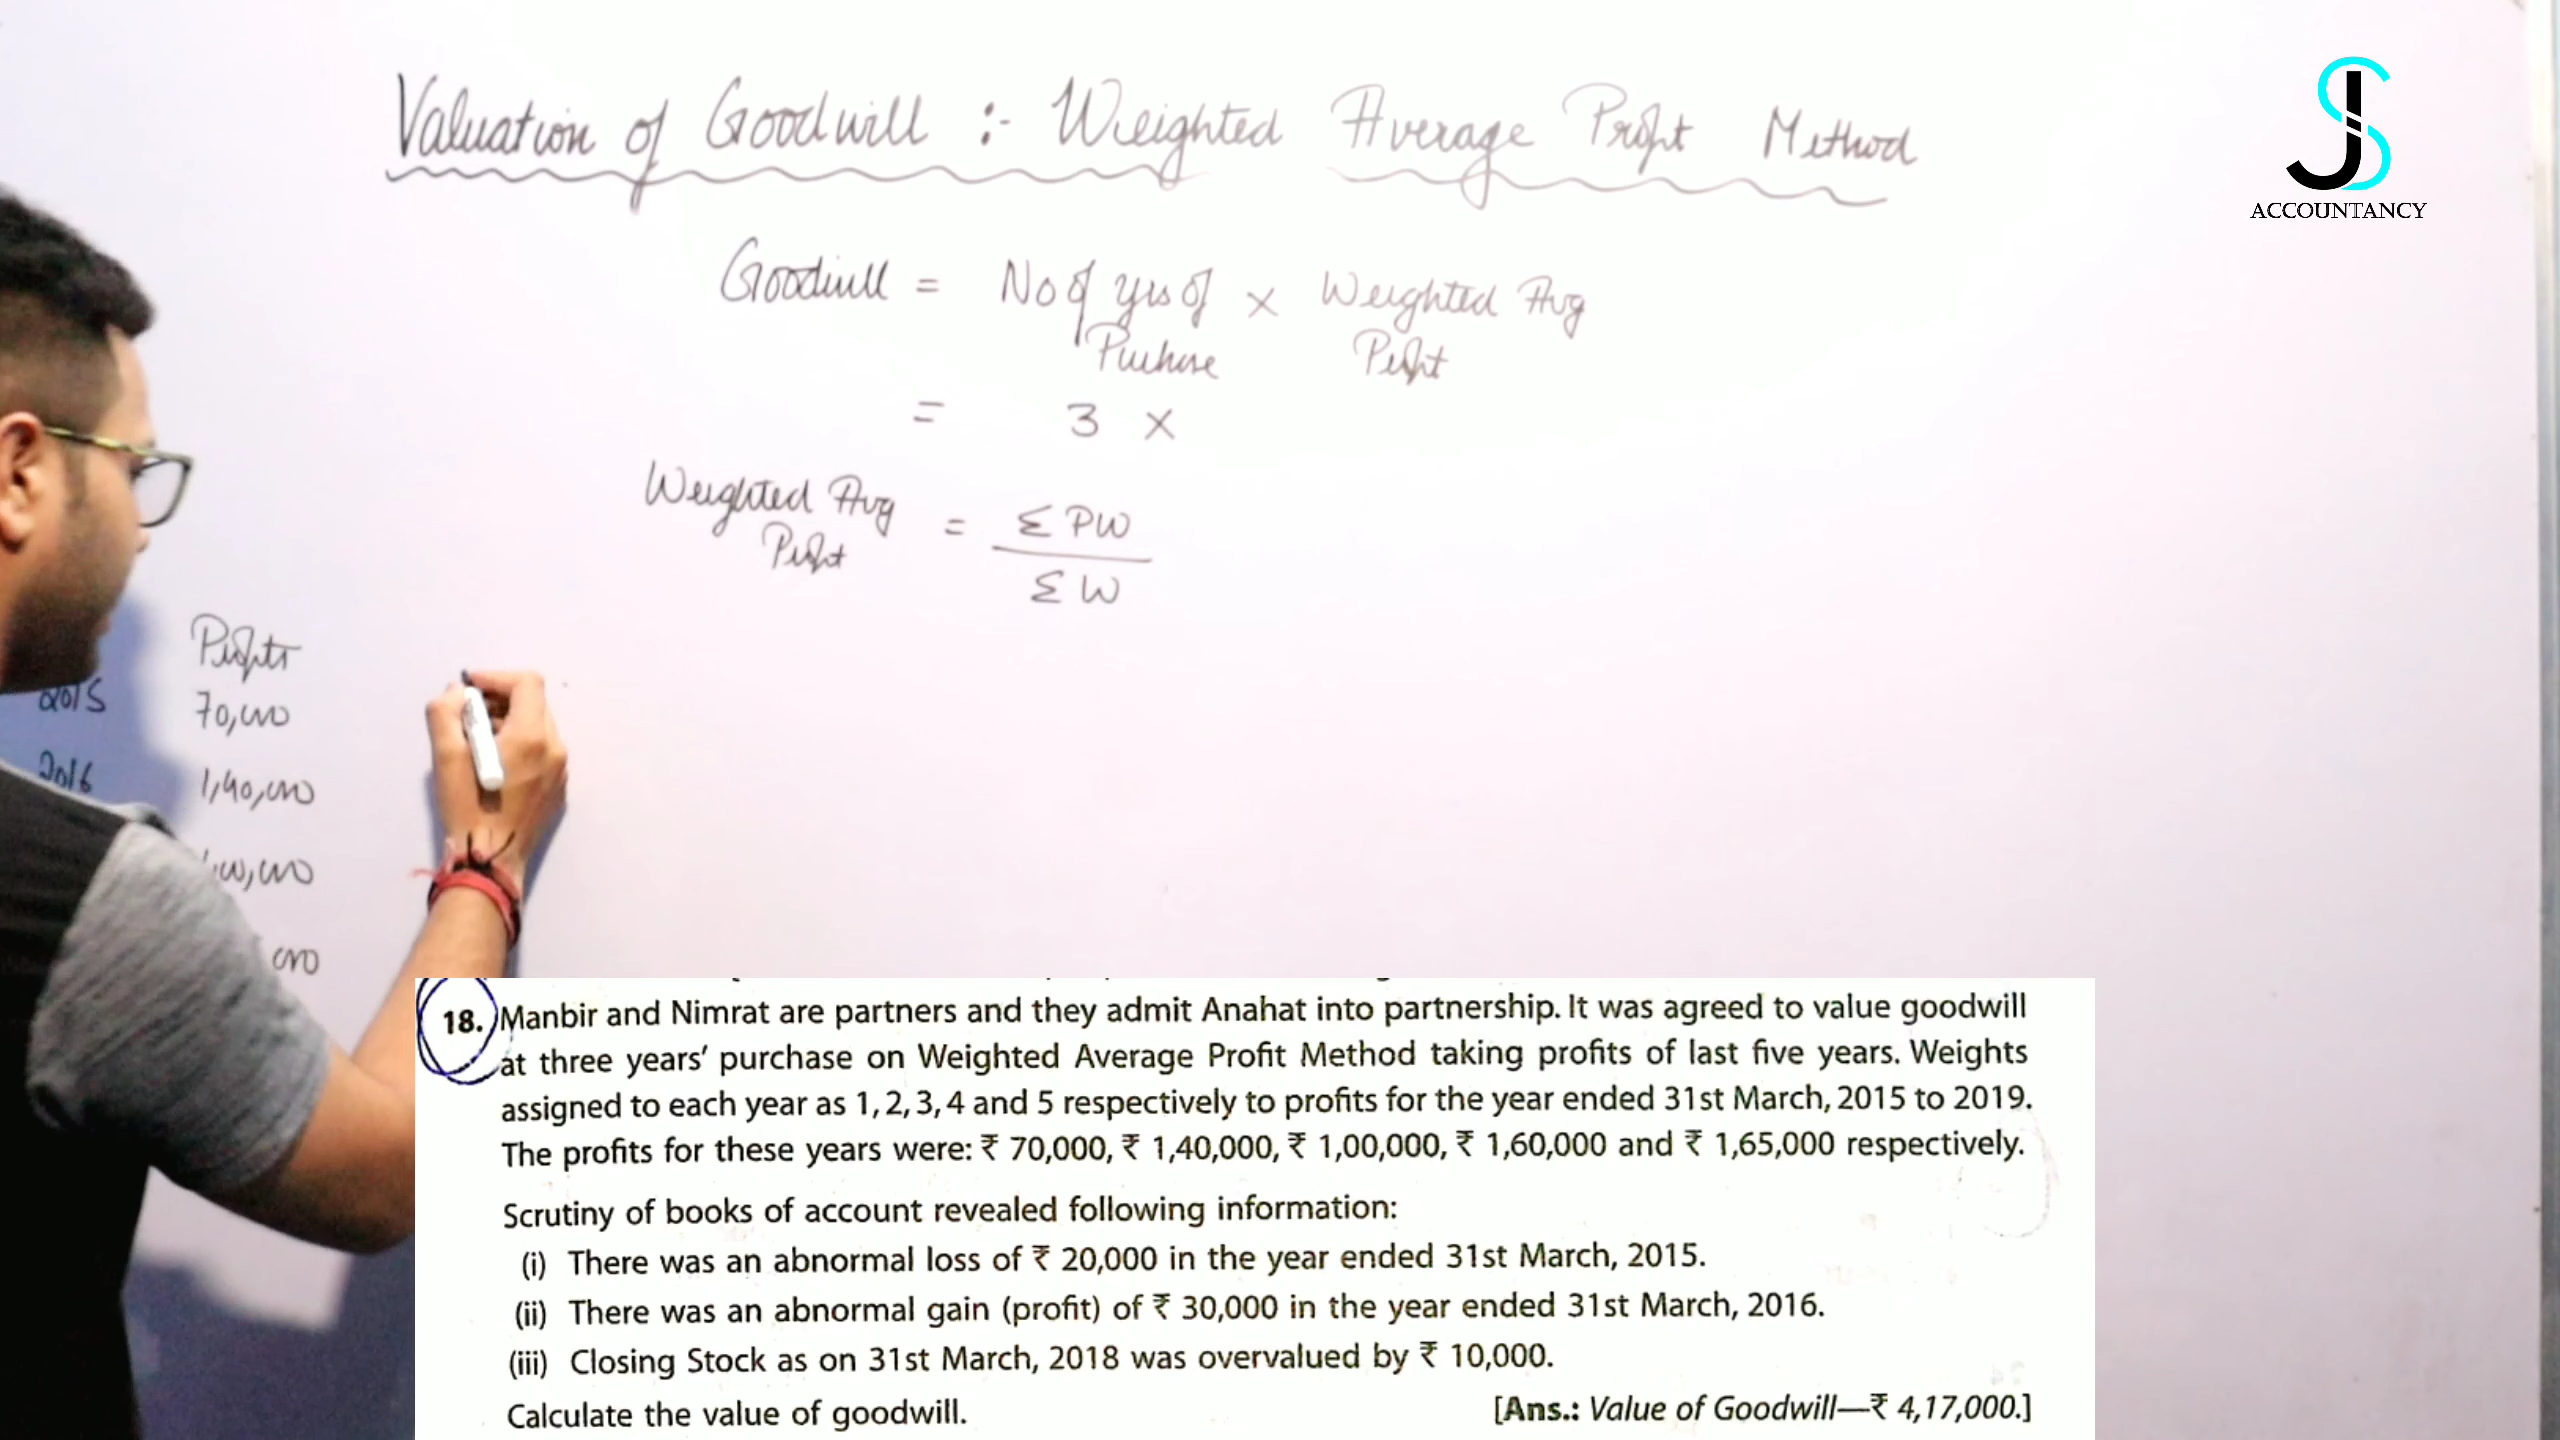 Valuation of Goodwill :- Weighted Average Profit Method
JS
ACCOUNTANCY
Goodwill = No of yrs of Purchase × Weighted Avg Profit
= 3 ×
Weighted Avg Profit = Σ PW / Σ W
Profits
2015 70,000
2016 1,40,000
00,000
000
18. Manbir and Nimrat are partners and they admit Anahat into partnership. It was agreed to value goodwill
at three years' purchase on Weighted Average Profit Method taking profits of last five years. Weights
assigned to each year as 1, 2, 3, 4 and 5 respectively to profits for the year ended 31st March, 2015 to 2019.
The profits for these years were: ₹ 70,000, ₹ 1,40,000, ₹ 1,00,000, ₹ 1,60,000 and ₹ 1,65,000 respectively.
Scrutiny of books of account revealed following information:
(i) There was an abnormal loss of ₹ 20,000 in the year ended 31st March, 2015.
(ii) There was an abnormal gain (profit) of ₹ 30,000 in the year ended 31st March, 2016.
(iii) Closing Stock as on 31st March, 2018 was overvalued by ₹ 10,000.
Calculate the value of goodwill. [Ans.: Value of Goodwill—₹ 4,17,000.]